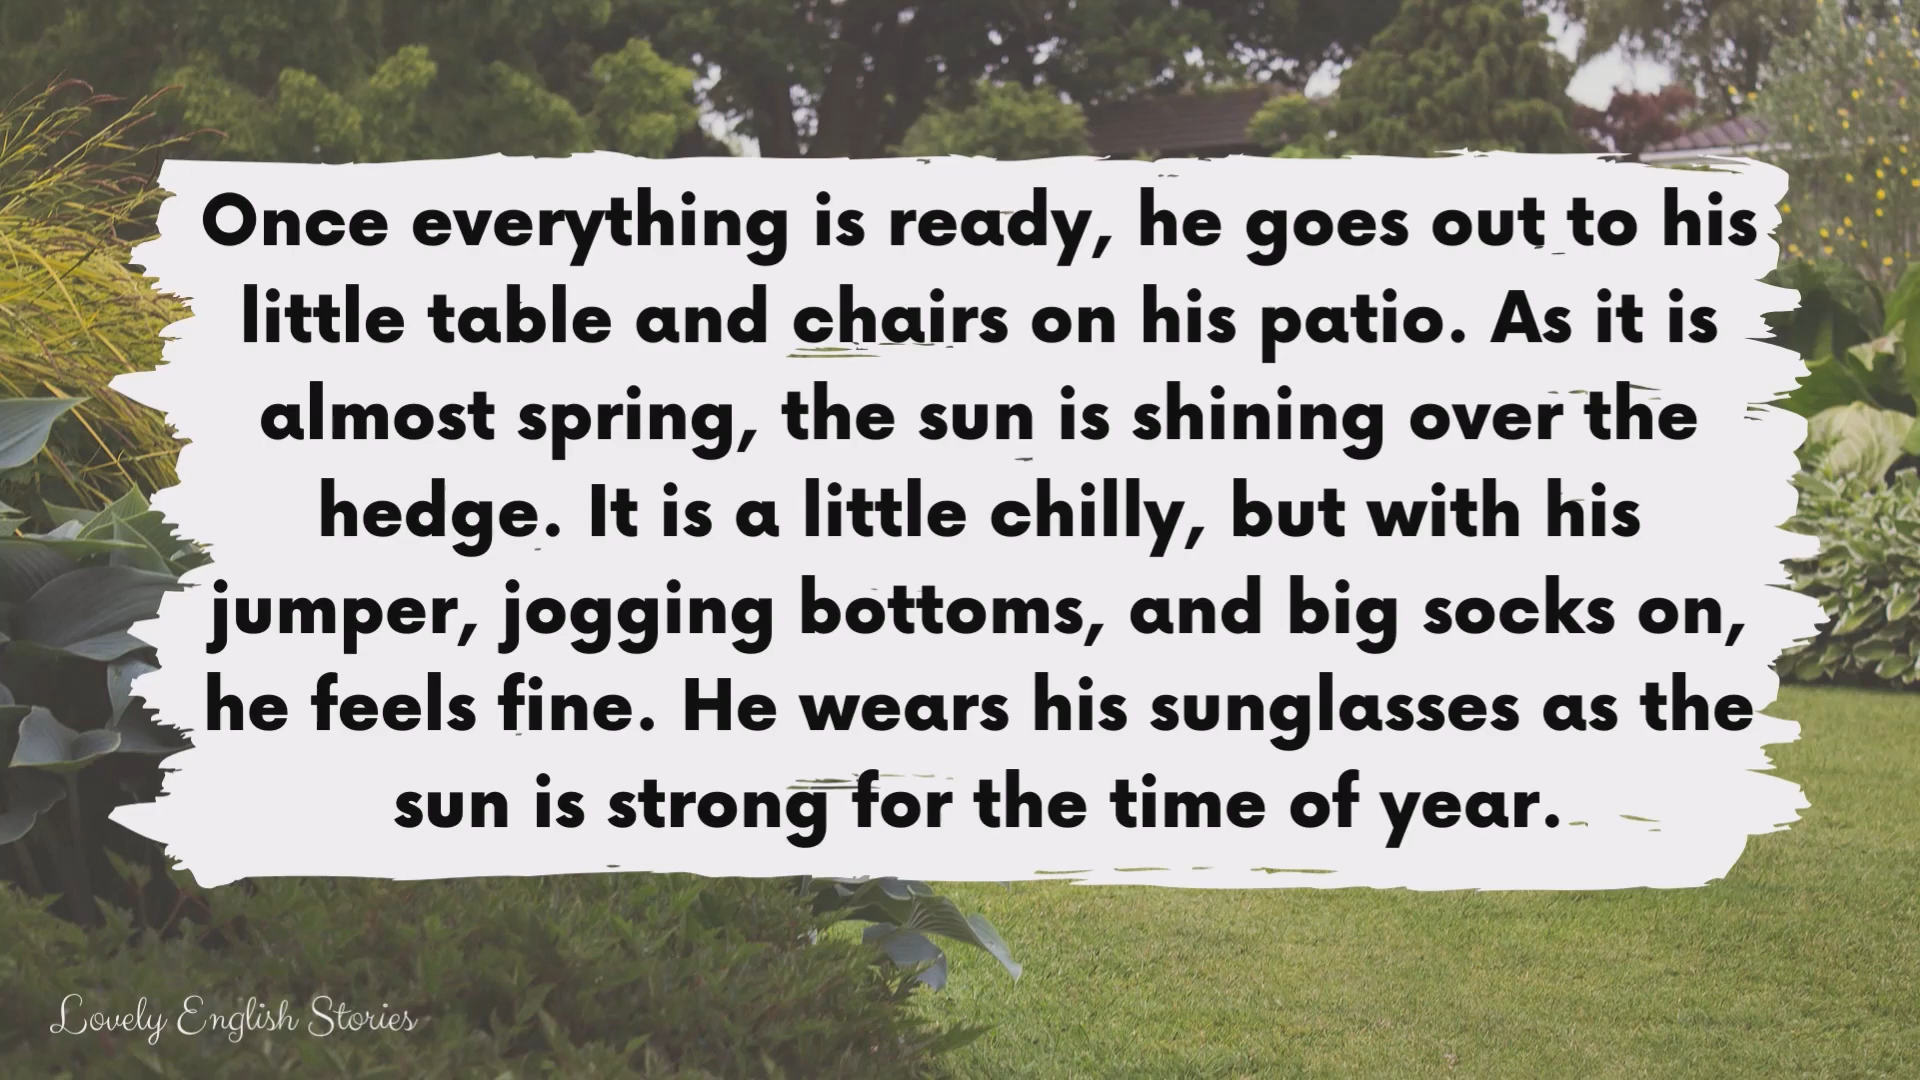 Once everything is ready, he goes out to his
little table and chairs on his patio. As it is
almost spring, the sun is shining over the
hedge. It is a little chilly, but with his
jumper, jogging bottoms, and big socks on,
he feels fine. He wears his sunglasses as the
sun is strong for the time of year.
Lovely English Stories